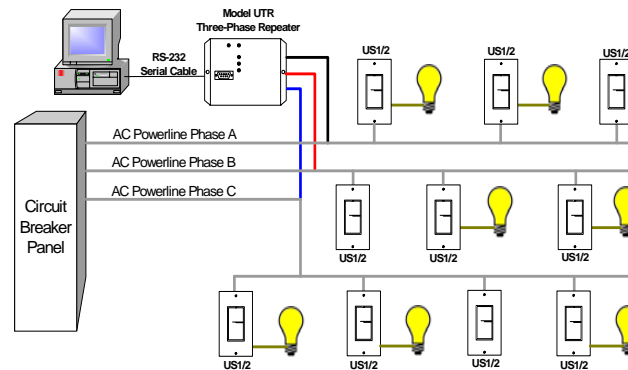 Model UTR
Three-Phase Repeater
RS-232
Serial Cable
US1/2
US1/2
US1/2
AC Powerline Phase A
AC Powerline Phase B
AC Powerline Phase C
Circuit
Breaker
Panel
US1/2
US1/2
US1/2
US1/2
US1/2
US1/2
US1/2